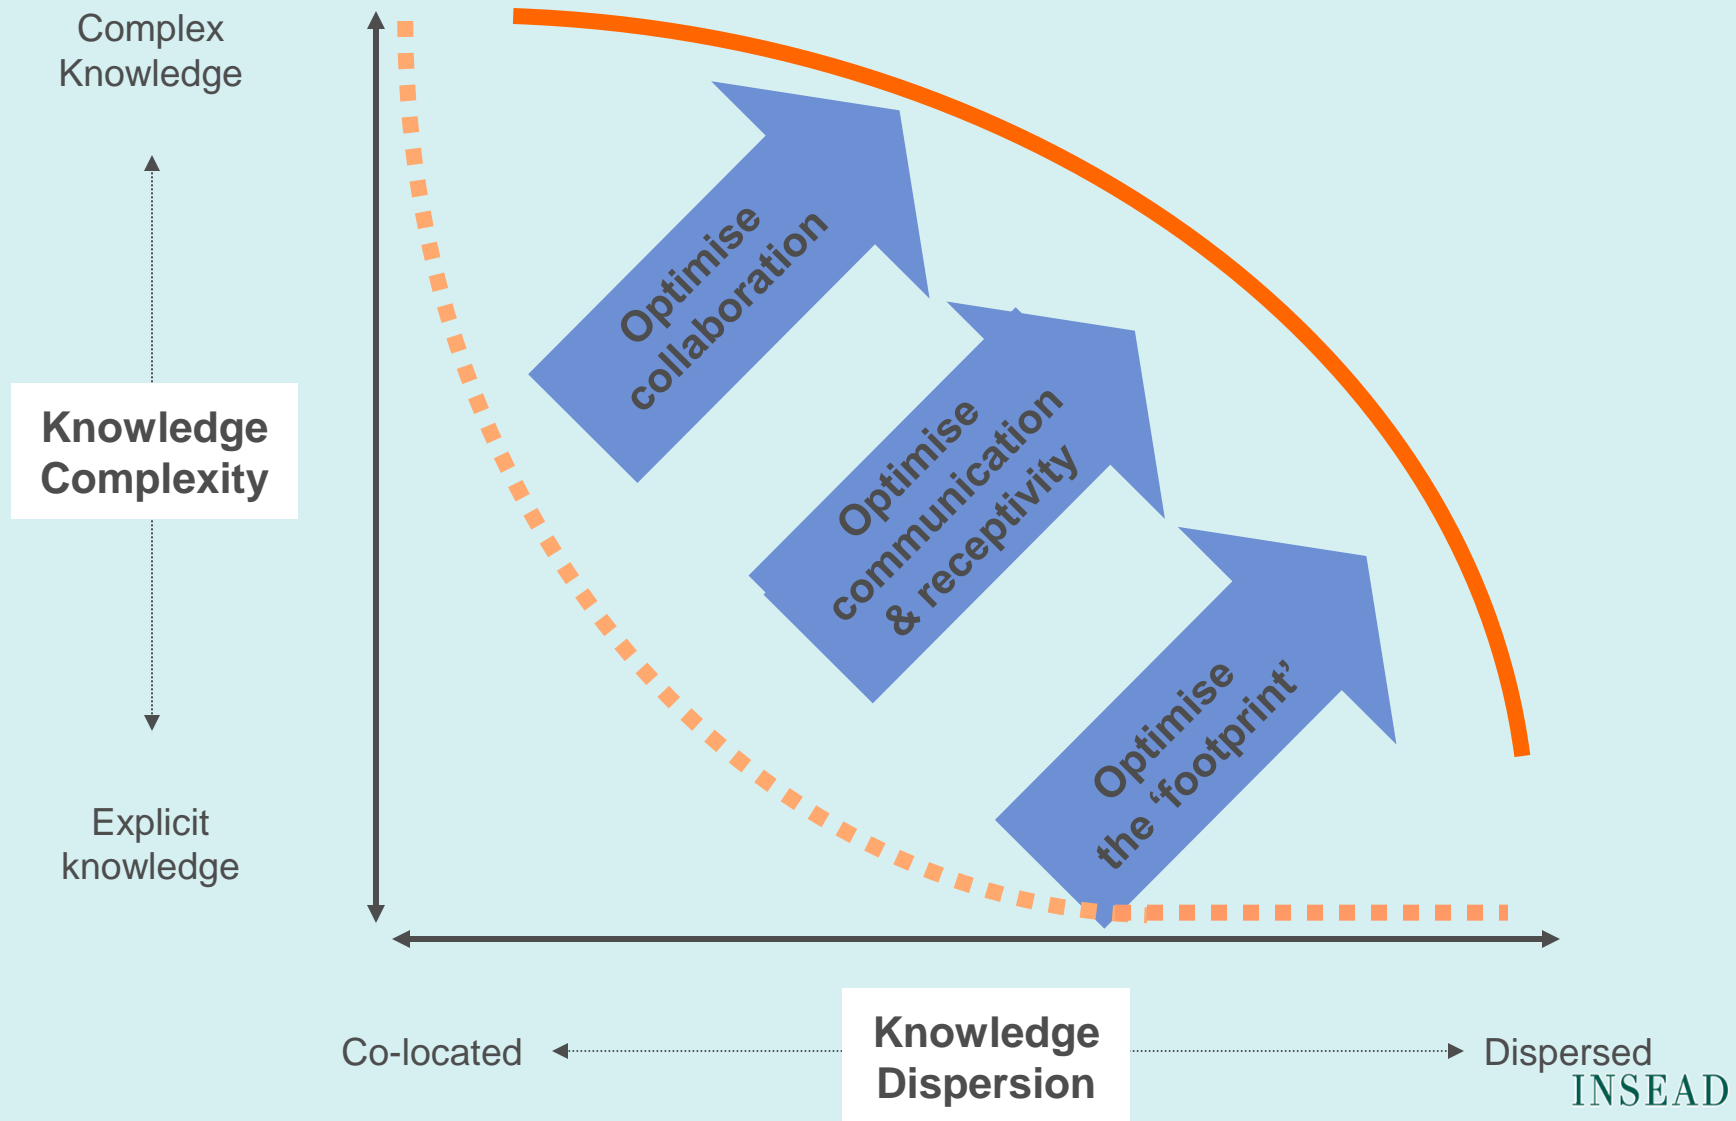 Complex
Knowledge
Knowledge
Complexity
Explicit
knowledge
Optimise
collaboration
Optimise
communication
& receptivity
Optimise
the ‘footprint’
Co-located
Knowledge
Dispersion
Dispersed
INSEAD